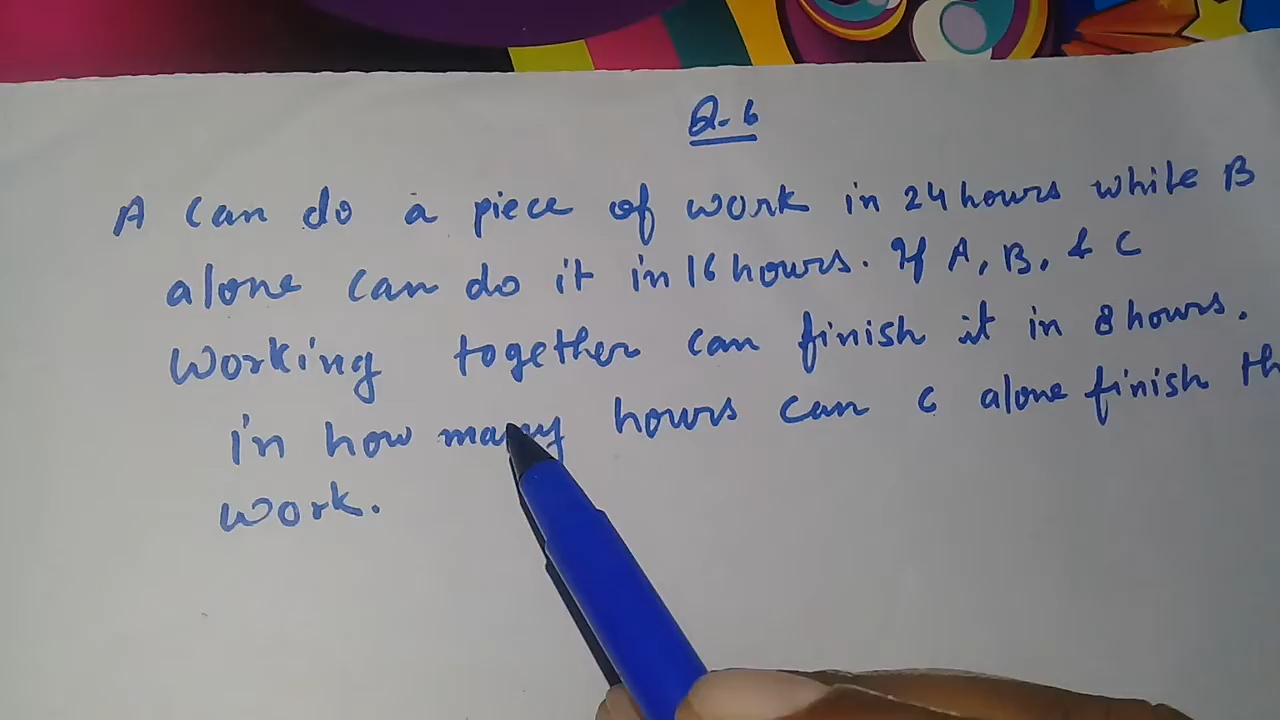 Q-6
A can do a piece of work in 24 hours while B
alone can do it in 16 hours. If A, B, & C
working together can finish it in 8 hours.
in how many hours can C alone finish th
work.